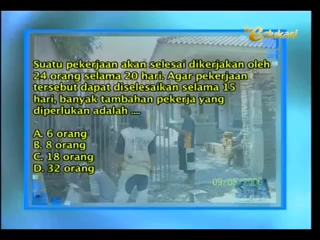 edukasi
Suatu pekerjaan akan selesai dikerjakan oleh
24 orang selama 20 hari. Agar pekerjaan
tersebut dapat diselesaikan selama 15
hari, banyak tambahan pekerja yang
diperlukan adalah ....
A. 6 orang
B. 8 orang
C. 18 orang
D. 32 orang